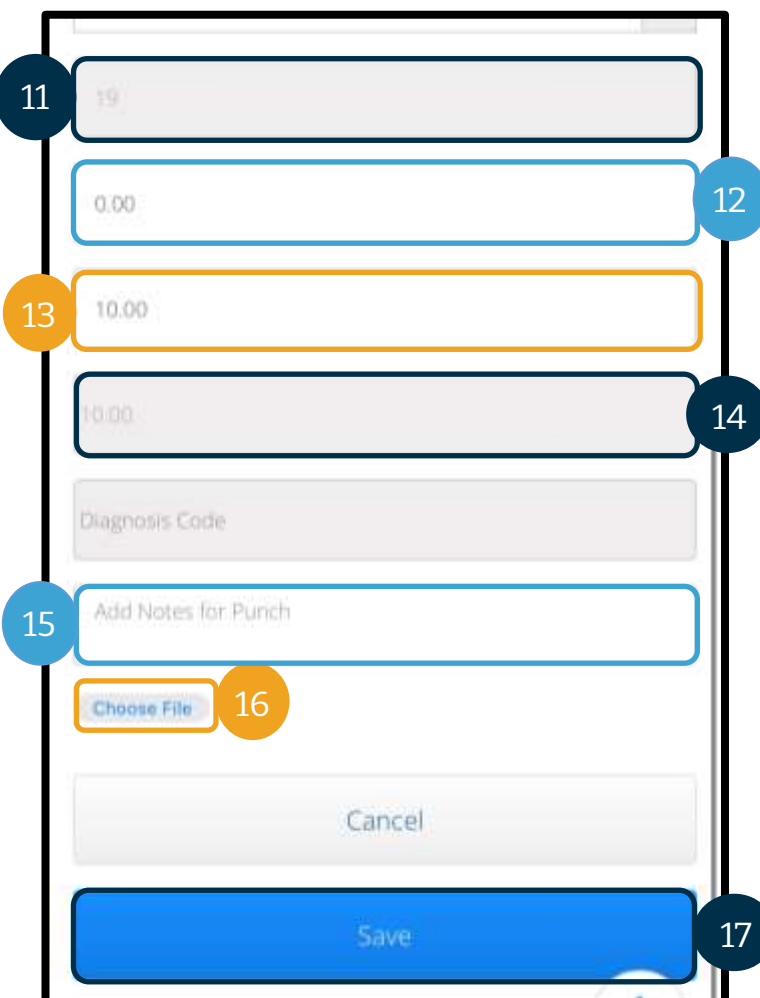 11
19
0.00
12
13
10.00
10.00
14
Diagnosis Code
15
Add Notes for Punch
Choose File
16
Cancel
Save
17